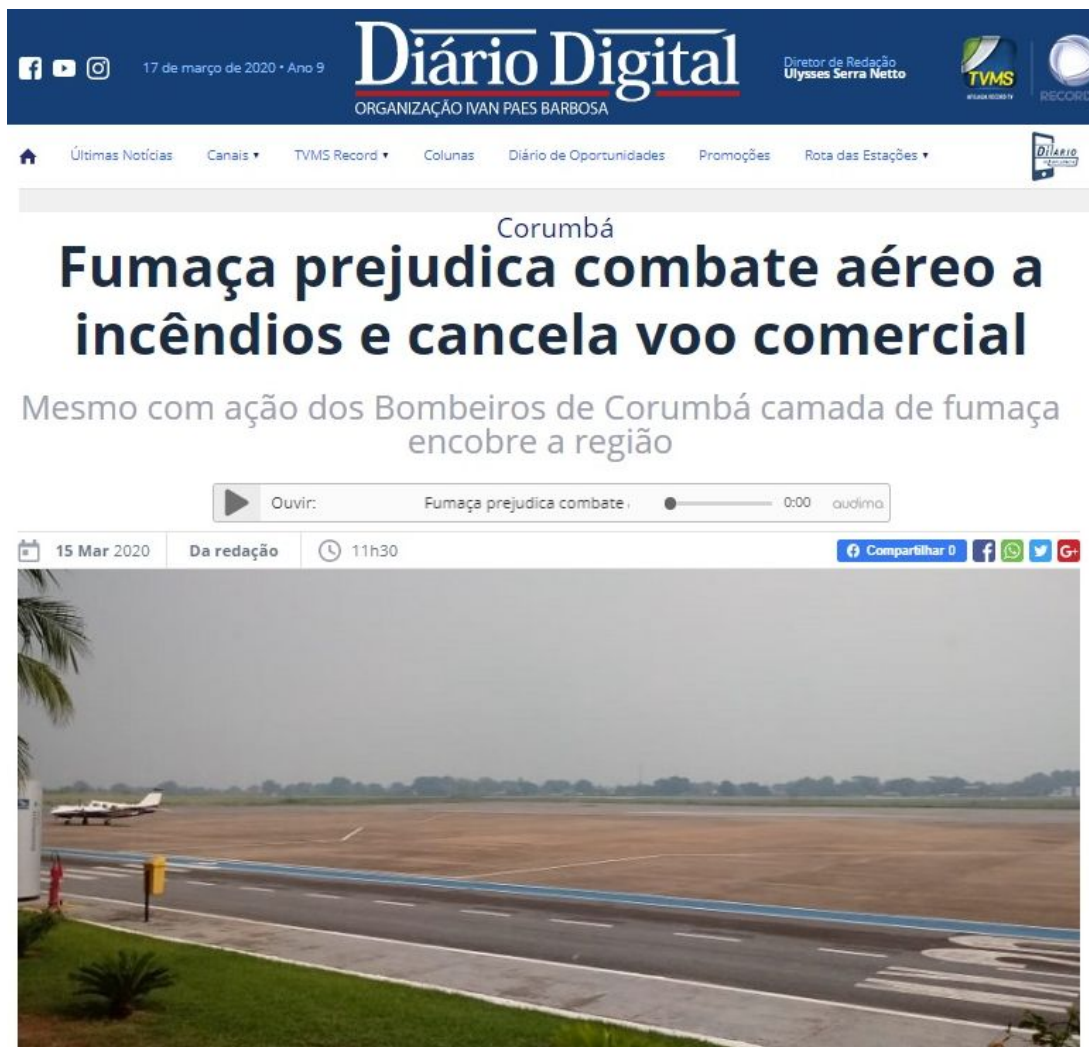 17 de março de 2020 • Ano 9
Diário Digital
ORGANIZAÇÃO IVAN PAES BARBOSA
Diretor de Redação
Ulysses Serra Netto
TVMS
RECORD
Últimas Notícias Canais ▾ TVMS Record ▾ Colunas Diário de Oportunidades Promoções Rota das Estações ▾
Corumbá
Fumaça prejudica combate aéreo a
incêndios e cancela voo comercial
Mesmo com ação dos Bombeiros de Corumbá camada de fumaça
encobre a região
Ouvir: Fumaça prejudica combate 0:00 audima
15 Mar 2020 Da redação 11h30 Compartilhar 0 G+